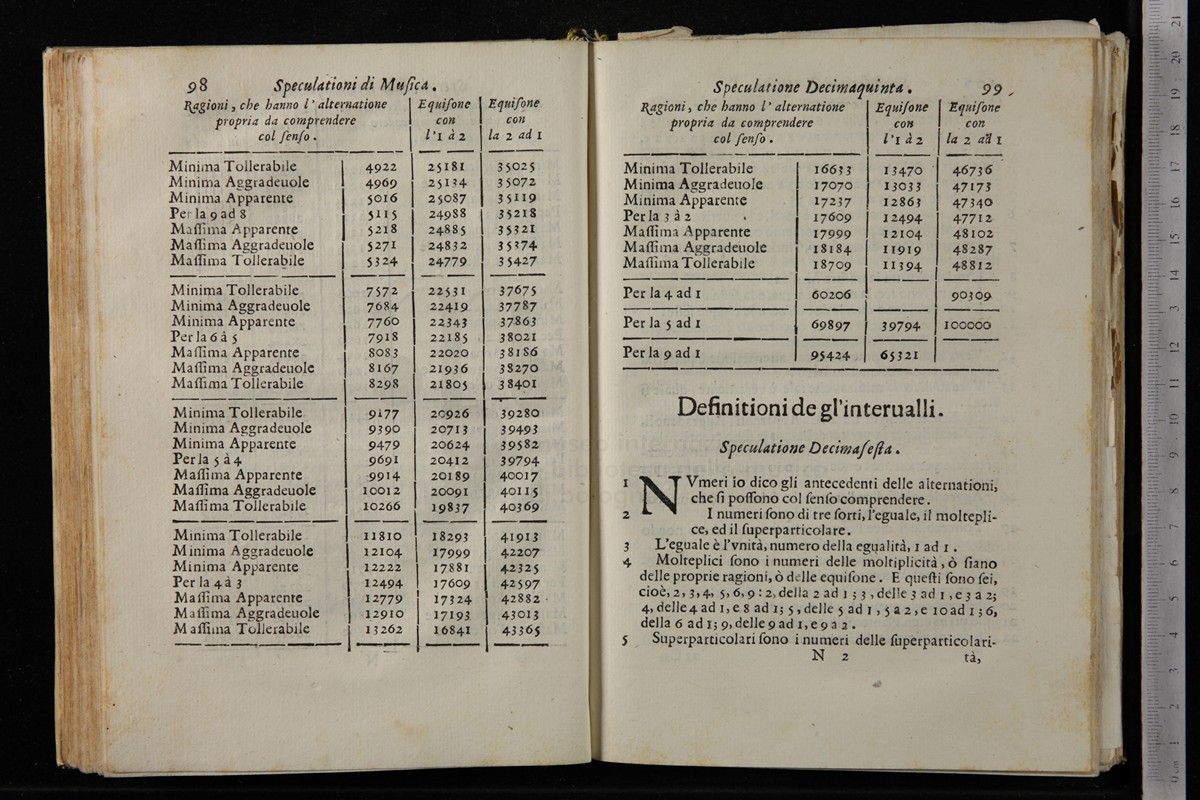 98 Speculationi di Musica.
Ragioni, che hanno l'alternatione | Equisone | Equisone
propria da comprendere | con | con
col senso. | l'1 à 2 | la 2 ad 1
Minima Tollerabile | 4922 | 25181 | 35025
Minima Aggradeuole | 4969 | 25134 | 35072
Minima Apparente | 5016 | 25087 | 35119
Per la 9 ad 8 | 5115 | 24988 | 35218
Massima Apparente | 5218 | 24885 | 35321
Massima Aggradeuole | 5271 | 24832 | 35374
Massima Tollerabile | 5324 | 24779 | 35427
Minima Tollerabile | 7572 | 22531 | 37675
Minima Aggradeuole | 7684 | 22419 | 37787
Minima Apparente | 7760 | 22343 | 37863
Per la 6 à 5 | 7918 | 22185 | 38021
Massima Apparente | 8083 | 22020 | 38186
Massima Aggradeuole | 8167 | 21936 | 38270
Massima Tollerabile | 8298 | 21805 | 38401
Minima Tollerabile | 9177 | 20926 | 39280
Minima Aggradeuole | 9390 | 20713 | 39493
Minima Apparente | 9479 | 20624 | 39582
Per la 5 à 4 | 9691 | 20412 | 39794
Massima Apparente | 9914 | 20189 | 40017
Massima Aggradeuole | 10012 | 20091 | 40115
Massima Tollerabile | 10266 | 19837 | 40369
Minima Tollerabile | 11810 | 18293 | 41913
Minima Aggradeuole | 12104 | 17999 | 42207
Minima Apparente | 12222 | 17881 | 42325
Per la 4 à 3 | 12494 | 17609 | 42597
Massima Apparente | 12779 | 17324 | 42882
Massima Aggradeuole | 12910 | 17193 | 43013
Massima Tollerabile | 13262 | 16841 | 43365
Speculatione Decimaquinta. 99
Ragioni, che hanno l'alternatione | Equisone | Equisone
propria da comprendere | con | con
col senso. | l'1 à 2 | la 2 ad 1
Minima Tollerabile | 16633 | 13470 | 46736
Minima Aggradeuole | 17070 | 13033 | 47173
Minima Apparente | 17237 | 12863 | 47340
Per la 3 à 2 | 17609 | 12494 | 47712
Massima Apparente | 17999 | 12104 | 48102
Massima Aggradeuole | 18184 | 11919 | 48287
Massima Tollerabile | 18709 | 11394 | 48812
Per la 4 ad 1 | 60206 | | 90309
Per la 5 ad 1 | 69897 | 39794 | 100000
Per la 9 ad 1 | 95424 | 65321
Definitioni de gl'interualli.
Speculatione Decimasesta.
1 NVmeri io dico gli antecedenti delle alternationi,
che si possono col senso comprendere.
2 I numeri sono di tre sorti, l'eguale, il moltepli-
ce, ed il superparticolare.
3 L'eguale è l'vnità, numero della egualità, 1 ad 1.
4 Molteplici sono i numeri delle moltiplicità, ò siano
delle proprie ragioni, ò delle equisone. E questi sono sei,
cioè, 2, 3, 4, 5, 6, 9: 2, della 2 ad 1; 3, delle 3 ad 1, e 3 a 2;
4, delle 4 ad 1, e 8 ad 1; 5, delle 5 ad 1, 5 a 2, e 10 ad 1; 6,
della 6 ad 1; 9, delle 9 ad 1, e 9 a 2.
5 Superparticolari sono i numeri delle superparticolari-
N 2 tà,